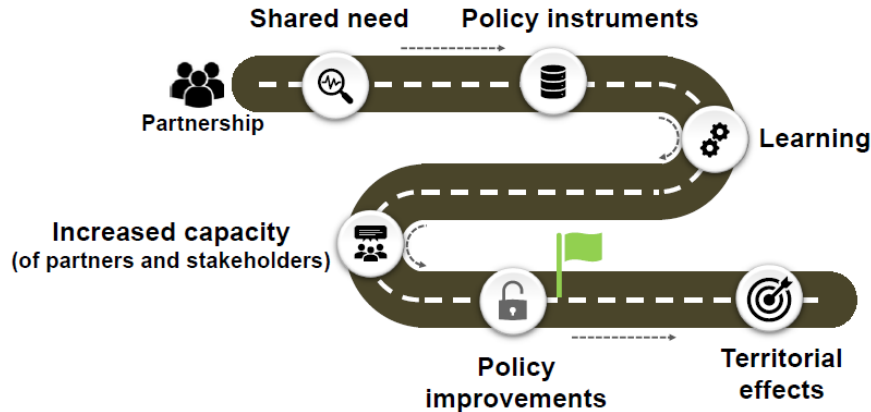 Shared need
Policy instruments
Partnership
Learning
Increased capacity
(of partners and stakeholders)
Policy
improvements
Territorial
effects